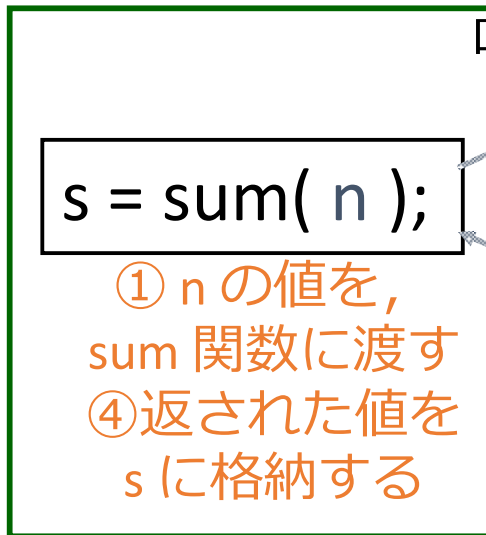 s = sum( n );
① n の値を,
sum 関数に渡す
④返された値を
s に格納する